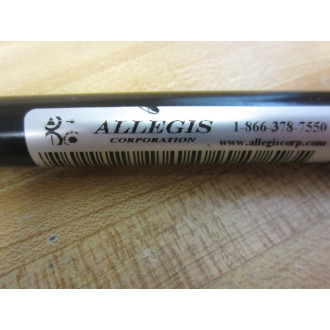 ALLEGIS
CORPORATION
1-866-378-7550
www.allegiscorp.com